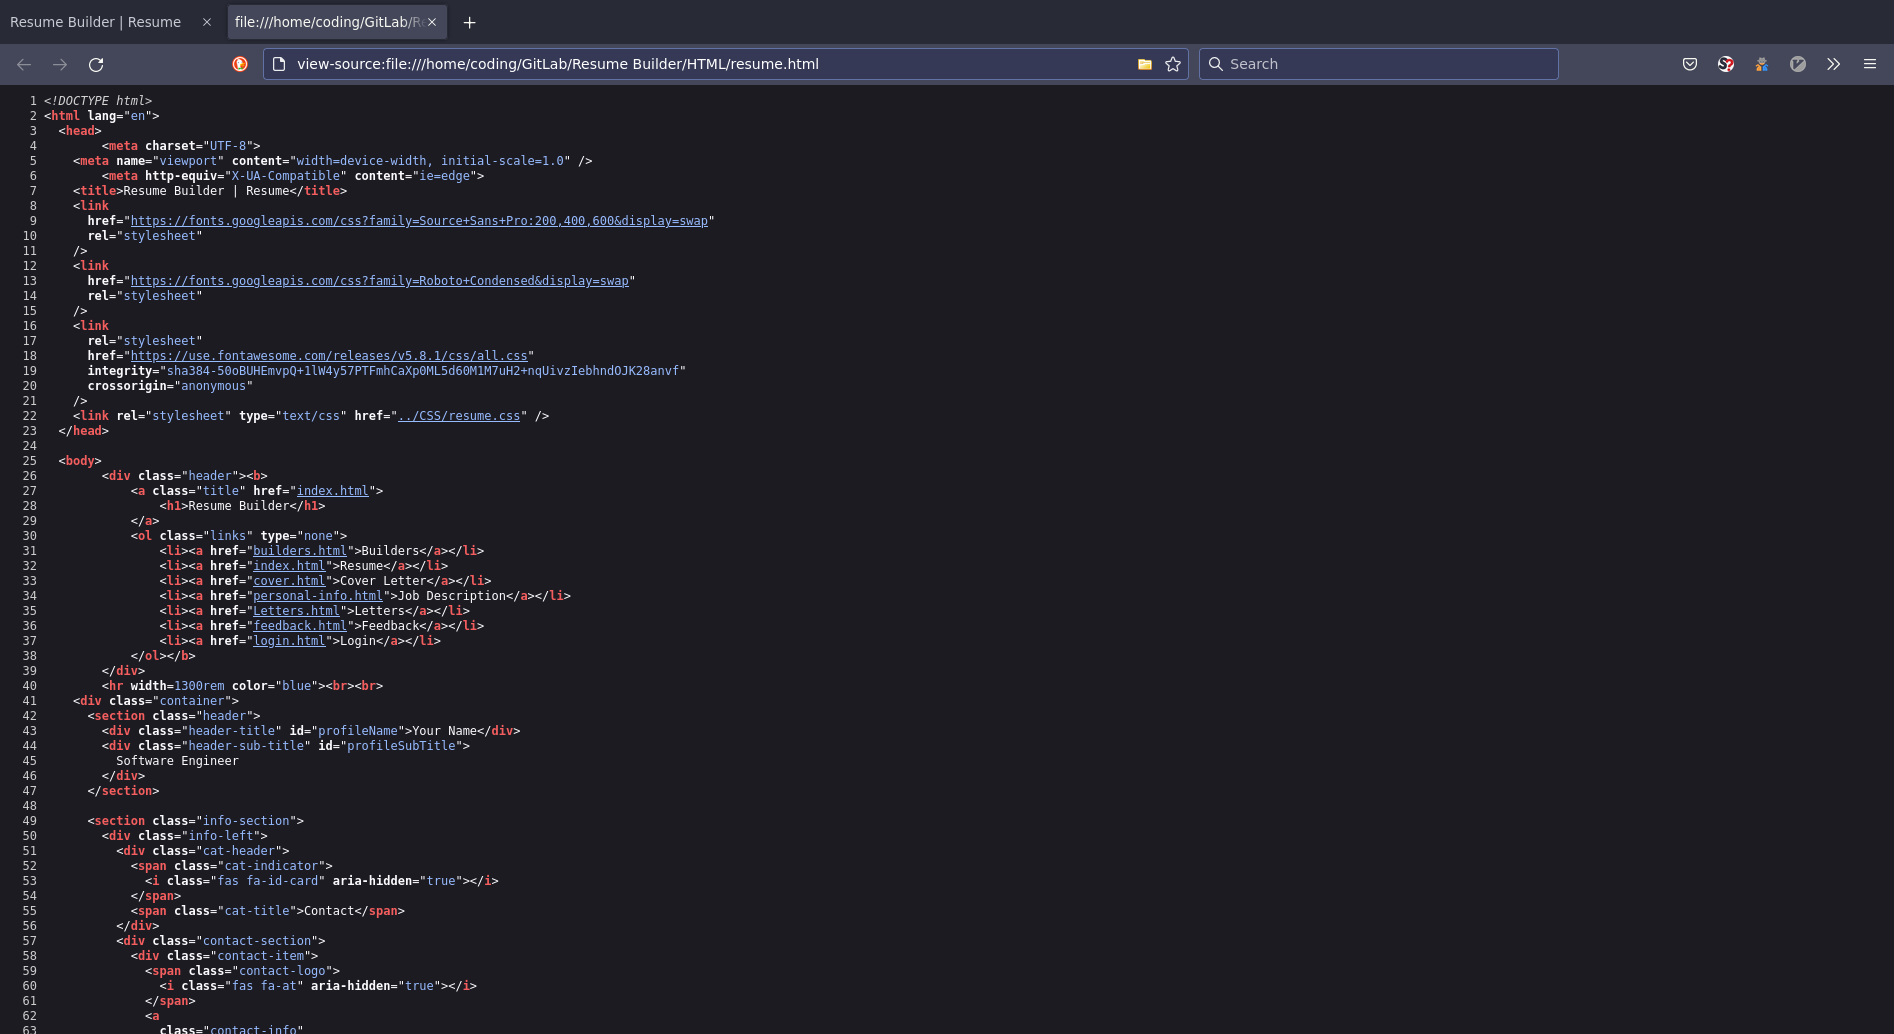 Resume Builder | Resume
file:///home/coding/GitLab/Re
view-source:file:///home/coding/GitLab/Resume Builder/HTML/resume.html
Search
1 <!DOCTYPE html>
2 <html lang="en">
3 <head>
4 <meta charset="UTF-8">
5 <meta name="viewport" content="width=device-width, initial-scale=1.0" />
6 <meta http-equiv="X-UA-Compatible" content="ie=edge">
7 <title>Resume Builder | Resume</title>
8 <link
9 href="https://fonts.googleapis.com/css?family=Source+Sans+Pro:200,400,600&display=swap"
10 rel="stylesheet"
11 />
12 <link
13 href="https://fonts.googleapis.com/css?family=Roboto+Condensed&display=swap"
14 rel="stylesheet"
15 />
16 <link
17 rel="stylesheet"
18 href="https://use.fontawesome.com/releases/v5.8.1/css/all.css"
19 integrity="sha384-50oBUHEmvpQ+1lW4y57PTFmhCaXp0ML5d60M1M7uH2+nqUivzIebhndOJK28anvf"
20 crossorigin="anonymous"
21 />
22 <link rel="stylesheet" type="text/css" href="../CSS/resume.css" />
23 </head>
24
25 <body>
26 <div class="header"><b>
27 <a class="title" href="index.html">
28 <h1>Resume Builder</h1>
29 </a>
30 <ol class="links" type="none">
31 <li><a href="builders.html">Builders</a></li>
32 <li><a href="index.html">Resume</a></li>
33 <li><a href="cover.html">Cover Letter</a></li>
34 <li><a href="personal-info.html">Job Description</a></li>
35 <li><a href="Letters.html">Letters</a></li>
36 <li><a href="feedback.html">Feedback</a></li>
37 <li><a href="login.html">Login</a></li>
38 </ol></b>
39 </div>
40 <hr width=1300rem color="blue"><br><br>
41 <div class="container">
42 <section class="header">
43 <div class="header-title" id="profileName">Your Name</div>
44 <div class="header-sub-title" id="profileSubTitle">
45 Software Engineer
46 </div>
47 </section>
48
49 <section class="info-section">
50 <div class="info-left">
51 <div class="cat-header">
52 <span class="cat-indicator">
53 <i class="fas fa-id-card" aria-hidden="true"></i>
54 </span>
55 <span class="cat-title">Contact</span>
56 </div>
57 <div class="contact-section">
58 <div class="contact-item">
59 <span class="contact-logo">
60 <i class="fas fa-at" aria-hidden="true"></i>
61 </span>
62 <a
63 class="contact-info"